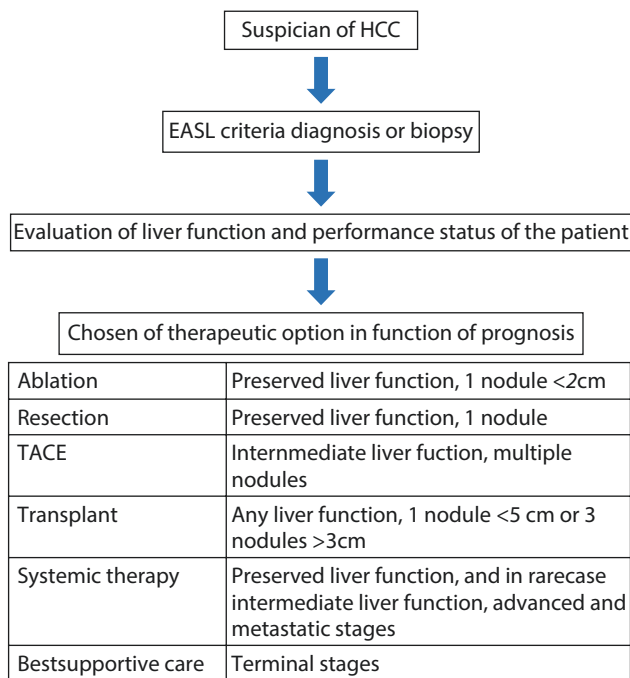 Suspician of HCC
EASL criteria diagnosis or biopsy
Evaluation of liver function and performance status of the patient
Chosen of therapeutic option in function of prognosis
Ablation Preserved liver function, 1 nodule <2cm
Resection Preserved liver function, 1 nodule
TACE Internmediate liver fuction, multiple
nodules
Transplant Any liver function, 1 nodule <5 cm or 3
nodules >3cm
Systemic therapy Preserved liver function, and in rarecase
intermediate liver function, advanced and
metastatic stages
Bestsupportive care Terminal stages